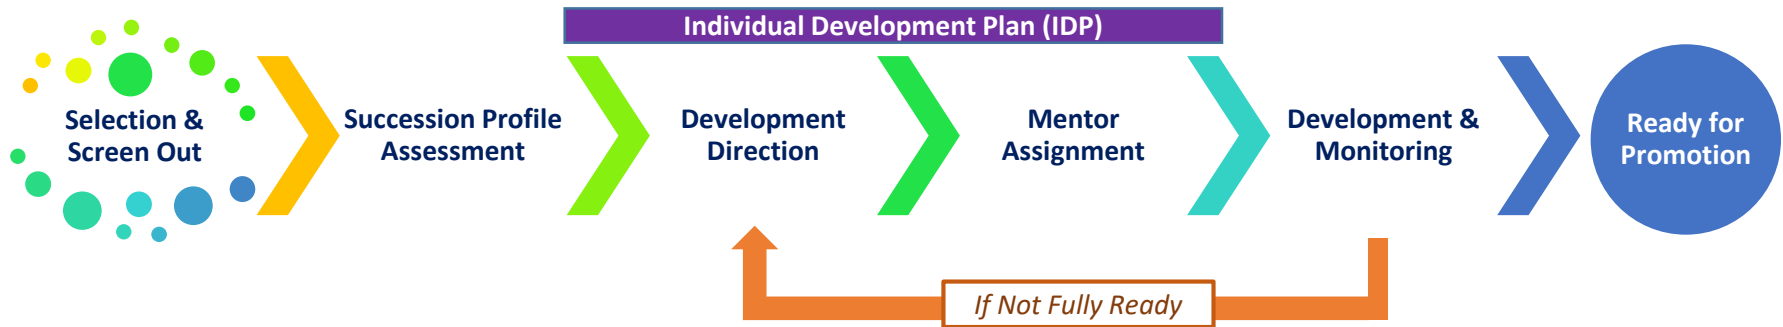 Individual Development Plan (IDP)
Selection &
Screen Out
Succession Profile
Assessment
Development
Direction
Mentor
Assignment
Development &
Monitoring
Ready for
Promotion
If Not Fully Ready